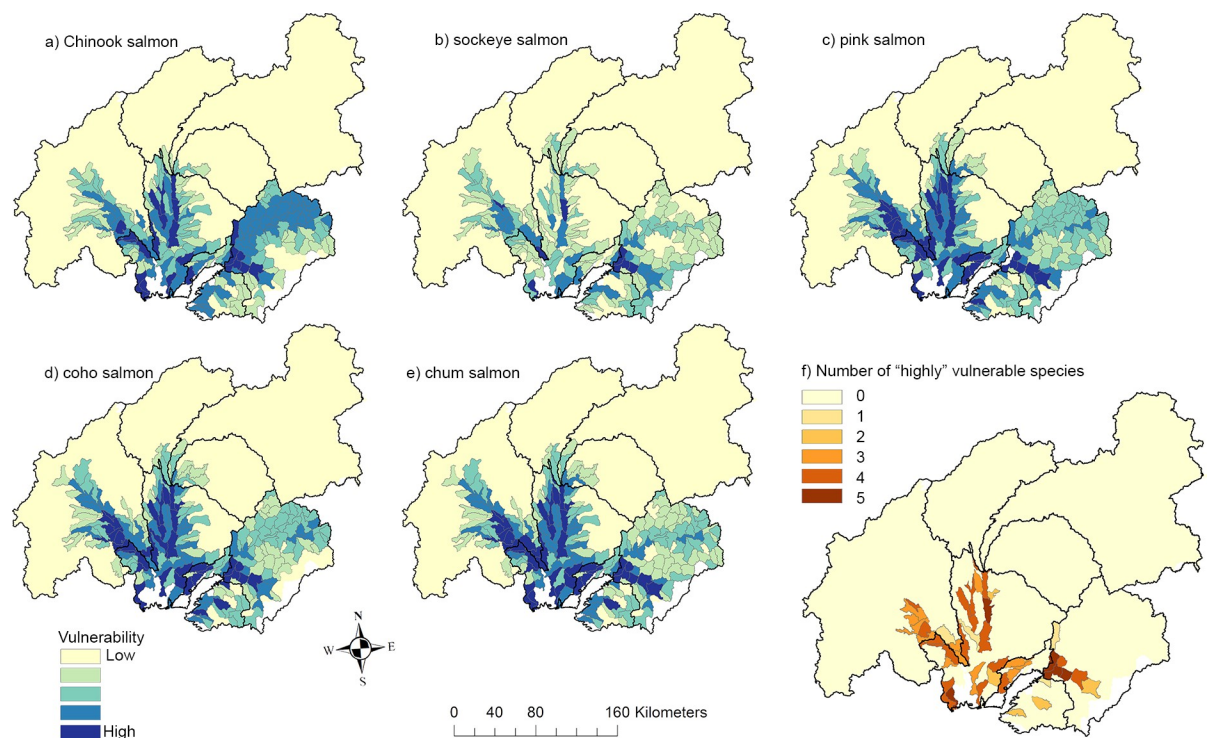 a) Chinook salmon
b) sockeye salmon
c) pink salmon
d) coho salmon
e) chum salmon
f) Number of “highly” vulnerable species
0
1
2
3
4
5
Vulnerability
Low
High
N
W E
S
0 40 80 160 Kilometers